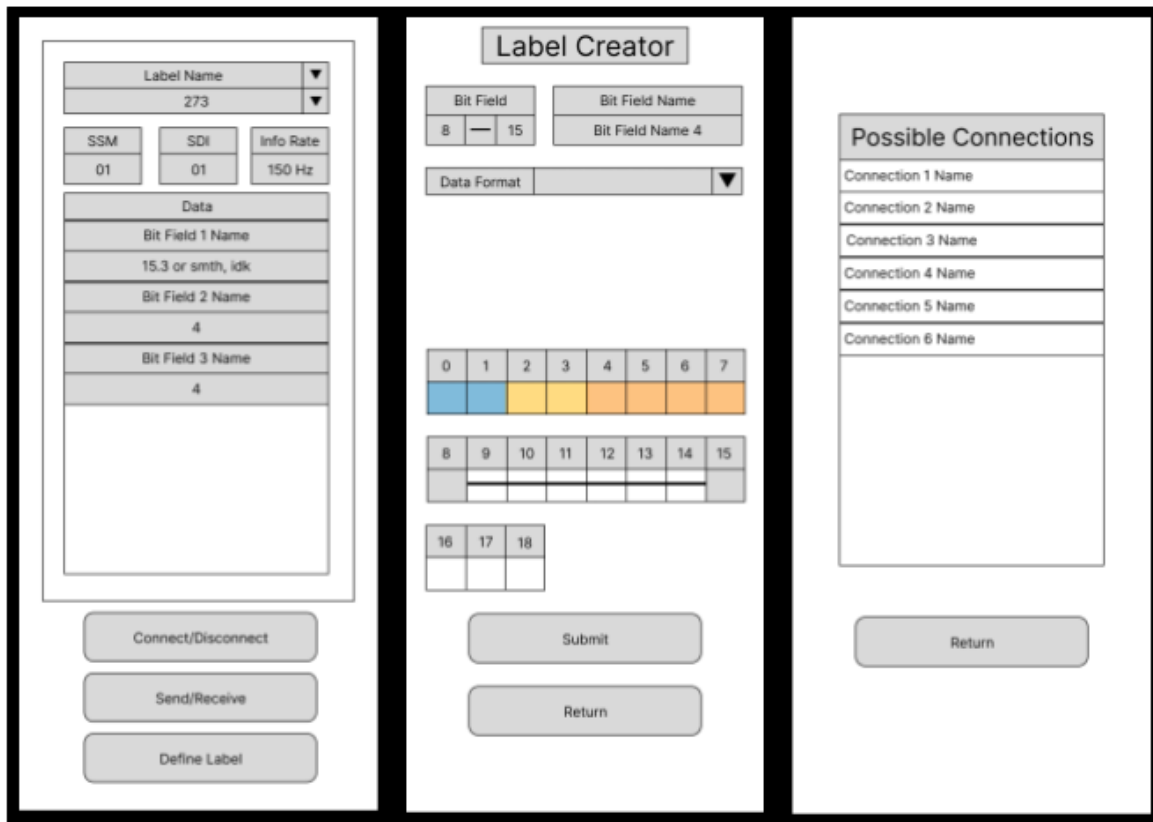 Label Name
273
SSM SDI Info Rate
01 01 150 Hz
Data
Bit Field 1 Name
15.3 or smth, idk
Bit Field 2 Name
4
Bit Field 3 Name
4
Connect/Disconnect
Send/Receive
Define Label
Label Creator
Bit Field Bit Field Name
8 — 15 Bit Field Name 4
Data Format
0 1 2 3 4 5 6 7
8 9 10 11 12 13 14 15
16 17 18
Submit
Return
Possible Connections
Connection 1 Name
Connection 2 Name
Connection 3 Name
Connection 4 Name
Connection 5 Name
Connection 6 Name
Return